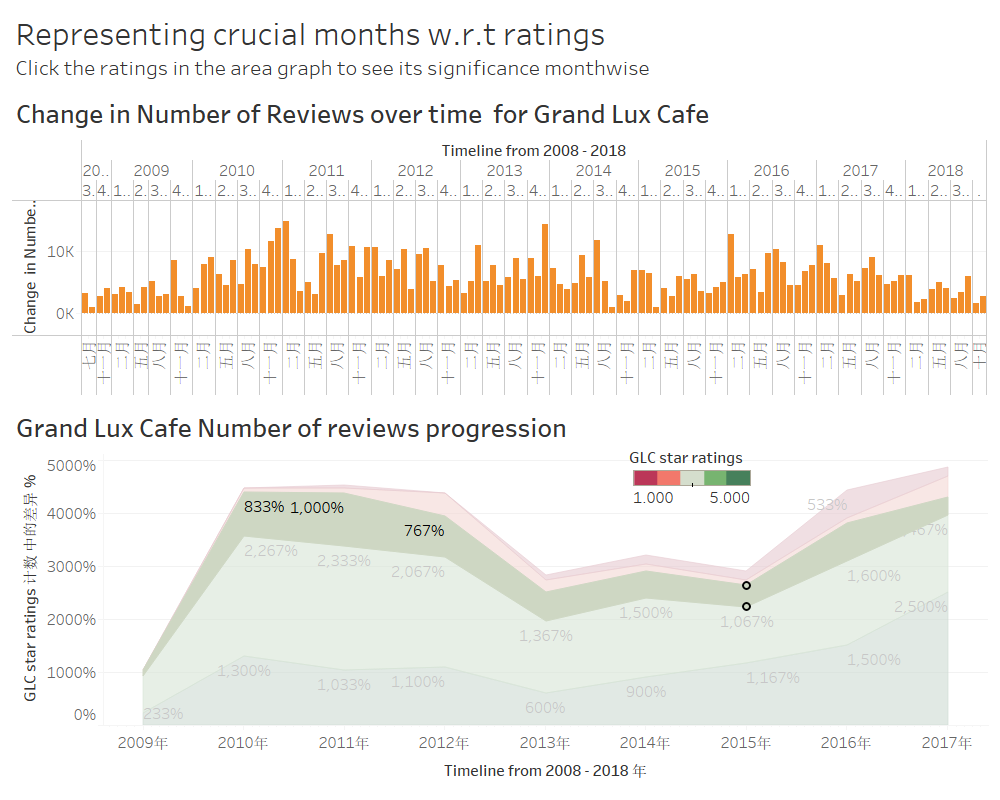 Representing crucial months w.r.t ratings
Click the ratings in the area graph to see its significance monthwise
Change in Number of Reviews over time for Grand Lux Cafe
Timeline from 2008 - 2018
20.. 2009 2010 2011 2012 2013 2014 2015 2016 2017 2018
3.. 4.. 1.. 2.. 3.. 4.. 1.. 2.. 3.. 4.. 1.. 2.. 3.. 4.. 1.. 2.. 3.. 4.. 1.. 2.. 3.. 4.. 1.. 2.. 3.. 4.. 1.. 2.. 3.. 4.. 1.. 2.. 3.. 4.. 1.. 2.. 3.. 4.. 1.. 2.. 3.. .
Change in Numbe..
10K
0K
七月 十一月 二月 五月 八月 十一月 二月 五月 八月 十一月 二月 五月 八月 十一月 二月 五月 八月 十一月 二月 五月 八月 十一月 二月 五月 八月 十一月 二月 五月 八月 十一月 二月 五月 八月 十一月 二月 五月 八月 十一月 二月 五月 八月 十月
Grand Lux Cafe Number of reviews progression
GLC star ratings
1.000 5.000
GLC star ratings 计数 中的差异 %
5000%
4000%
3000%
2000%
1000%
0%
533%
833% 1,000%
767%
467%
2,267%
2,333%
2,067%
1,600%
2,500%
1,500%
1,067%
1,367%
1,300%
1,033%
1,100%
900%
1,167%
1,500%
600%
233%
2009年 2010年 2011年 2012年 2013年 2014年 2015年 2016年 2017年
Timeline from 2008 - 2018 年